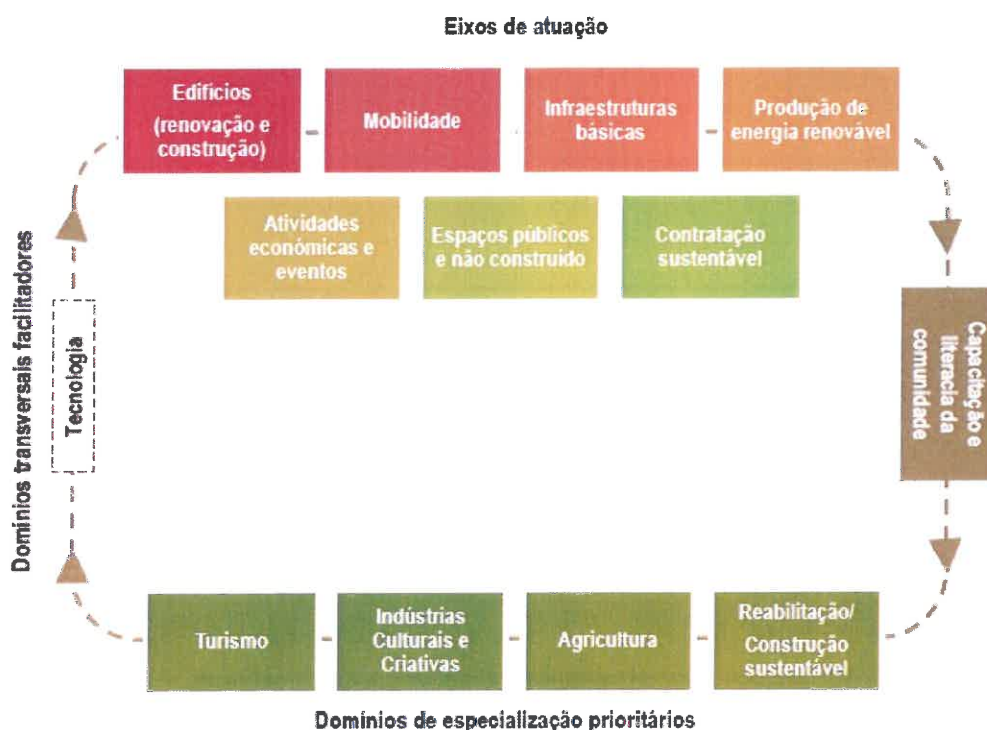 Eixos de atuação
Edifícios
(renovação e
construção)
Mobilidade
Infraestruturas
básicas
Produção de
energia renovável
Atividades
económicas e
eventos
Espaços públicos
e não construído
Contratação
sustentável
Domínios transversais facilitadores
Tecnologia
Capacitação e
literacia da
comunidade
Turismo
Indústrias
Culturais e
Criativas
Agricultura
Reabilitação/
Construção
sustentável
Domínios de especialização prioritários